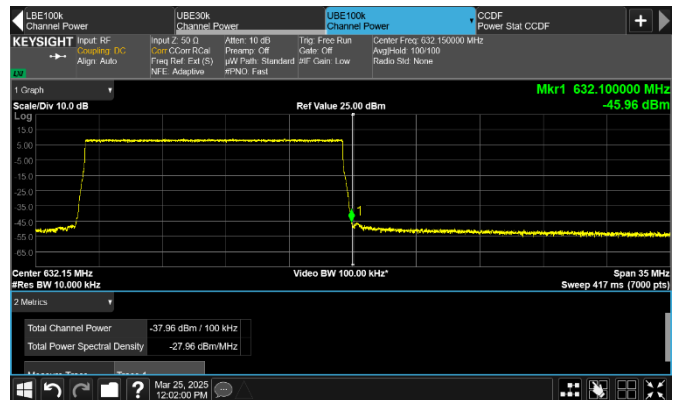 LBE100k
Channel Power
UBE30k
Channel Power
UBE100k
Channel Power
CCDF
Power Stat CCDF
KEYSIGHT
Input: RF
Coupling: DC
Align: Auto
LXI
Input Z: 50 Ω
Corr CCorr RCal
Freq Ref: Ext (S)
NFE: Adaptive
Atten: 10 dB
Preamp: Off
µW Path: Standard
#PNO: Fast
Trig: Free Run
Gate: Off
#IF Gain: Low
Center Freq: 632.150000 MHz
Avg|Hold: 100/100
Radio Std: None
1 Graph
Mkr1 632.100000 MHz
Scale/Div 10.0 dB
Ref Value 25.00 dBm
-45.96 dBm
Log
15.0
5.00
-5.00
-15.0
-25.0
-35.0
-45.0
-55.0
-65.0
1
Center 632.15 MHz
Video BW 100.00 kHz*
Span 35 MHz
#Res BW 10.000 kHz
Sweep 417 ms (7000 pts)
2 Metrics
Total Channel Power -37.96 dBm / 100 kHz
Total Power Spectral Density -27.96 dBm/MHz
Mar 25, 2025
12:02:00 PM